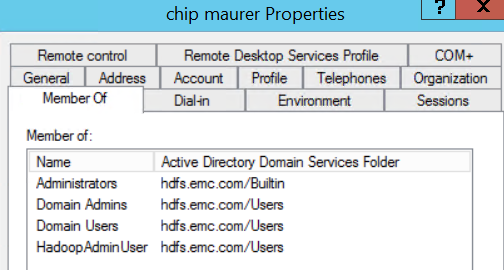 chip maurer Properties
? X
Remote control Remote Desktop Services Profile COM+
General Address Account Profile Telephones Organization
Member Of Dial-in Environment Sessions
Member of:
Name Active Directory Domain Services Folder
Administrators hdfs.emc.com/Builtin
Domain Admins hdfs.emc.com/Users
Domain Users hdfs.emc.com/Users
HadoopAdminUser hdfs.emc.com/Users